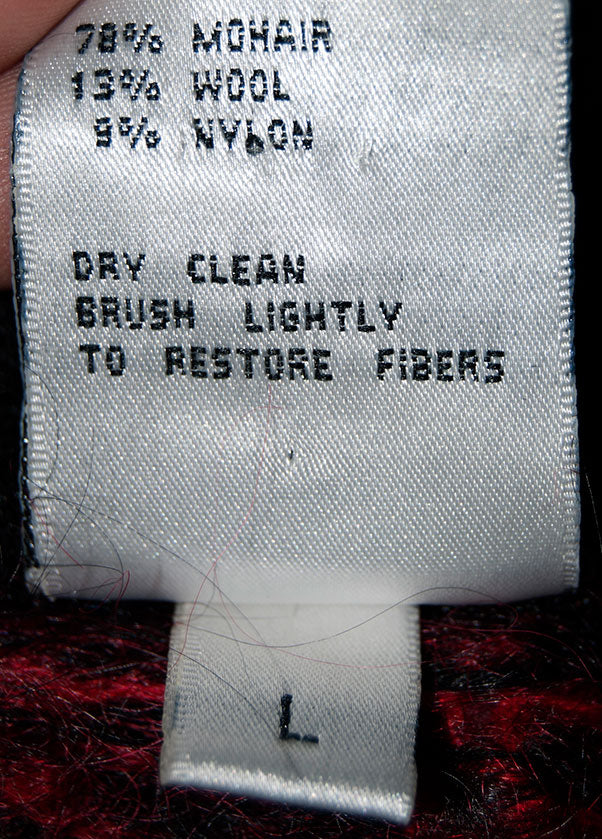 78% MOHAIR
13% WOOL
9% NYLON
DRY CLEAN
BRUSH LIGHTLY
TO RESTORE FIBERS
L